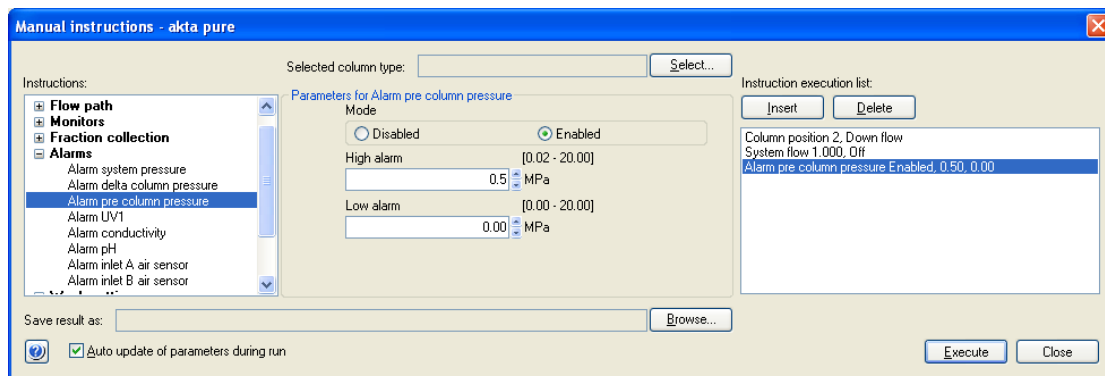 Manual instructions - akta pure
Selected column type:
Select...
Instructions:
Flow path
Monitors
Fraction collection
Alarms
Alarm system pressure
Alarm delta column pressure
Alarm pre column pressure
Alarm UV1
Alarm conductivity
Alarm pH
Alarm inlet A air sensor
Alarm inlet B air sensor
Parameters for Alarm pre column pressure
Mode
Disabled Enabled
High alarm [0.02 - 20.00]
0.5 MPa
Low alarm [0.00 - 20.00]
0.00 MPa
Instruction execution list:
Insert Delete
Column position 2, Down flow
System flow 1.000, Off
Alarm pre column pressure Enabled, 0.50, 0.00
Save result as: Browse...
Auto update of parameters during run
Execute Close